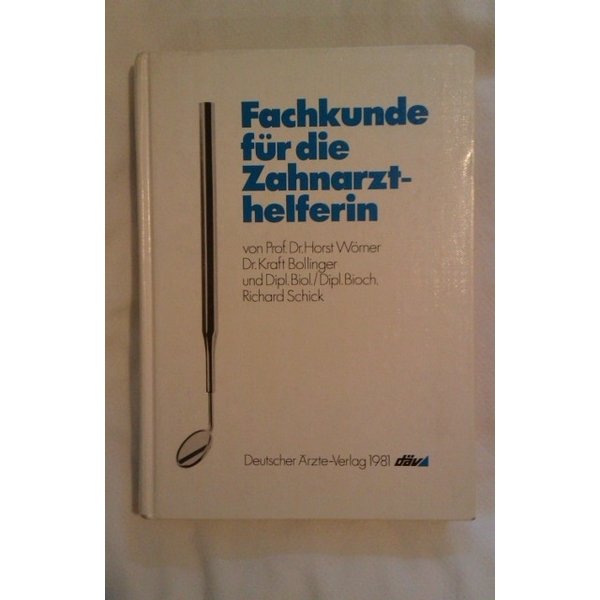 Fachkunde
für die
Zahnarzt-
helferin
von Prof. Dr. Horst Wörner
Dr. Kraft Bollinger
und Dipl. Biol./Dipl. Bioch.
Richard Schick
Deutscher Ärzte-Verlag 1981 däv